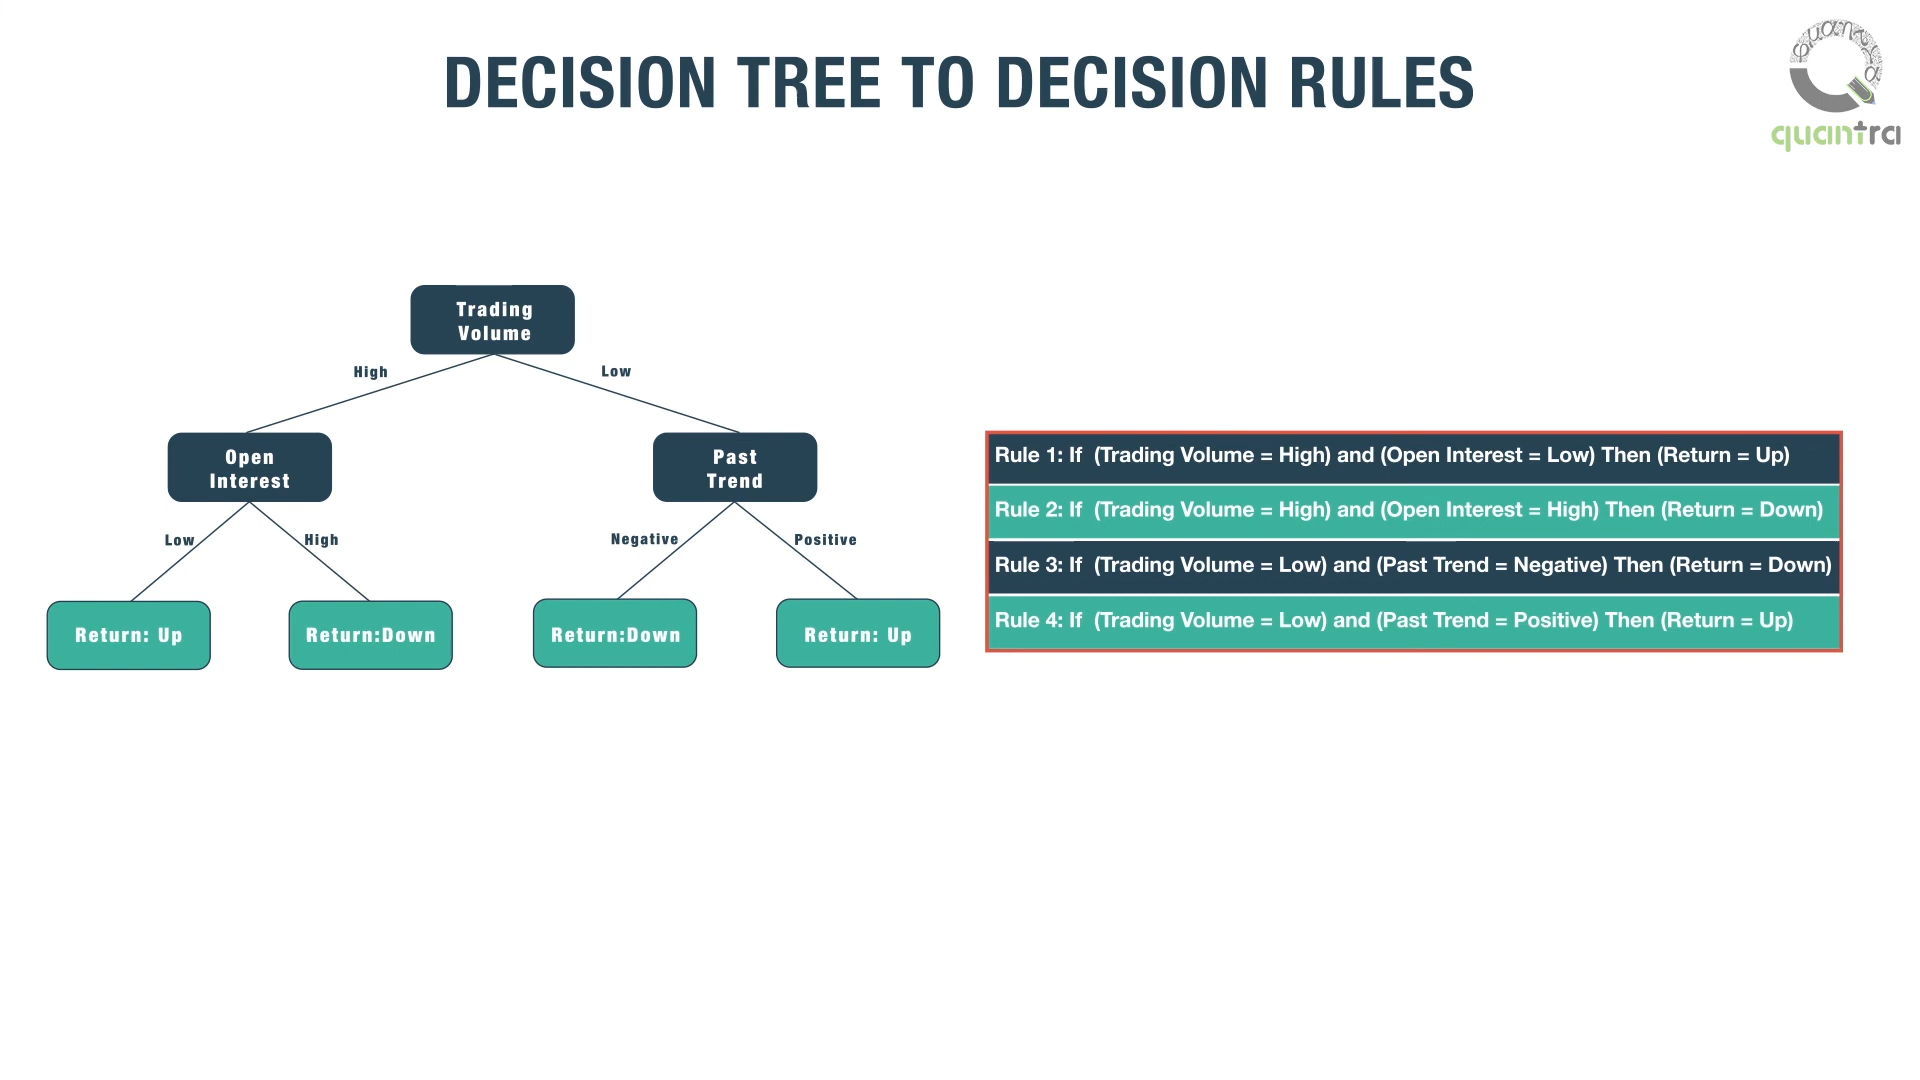 DECISION TREE TO DECISION RULES
quantra
Trading
Volume
High
Low
Open
Interest
Past
Trend
Low
High
Negative
Positive
Return: Up
Return:Down
Return:Down
Return: Up
Rule 1: If (Trading Volume = High) and (Open Interest = Low) Then (Return = Up)
Rule 2: If (Trading Volume = High) and (Open Interest = High) Then (Return = Down)
Rule 3: If (Trading Volume = Low) and (Past Trend = Negative) Then (Return = Down)
Rule 4: If (Trading Volume = Low) and (Past Trend = Positive) Then (Return = Up)